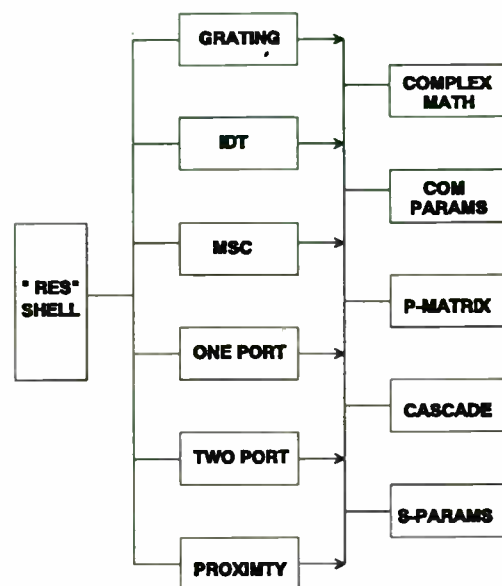 " RES"
SHELL
GRATING
IDT
MSC
ONE PORT
TWO PORT
PROXIMTY
COMPLEX
MATH
COM
PARAMS
P-MATRIX
CASCADE
S-PARAMS